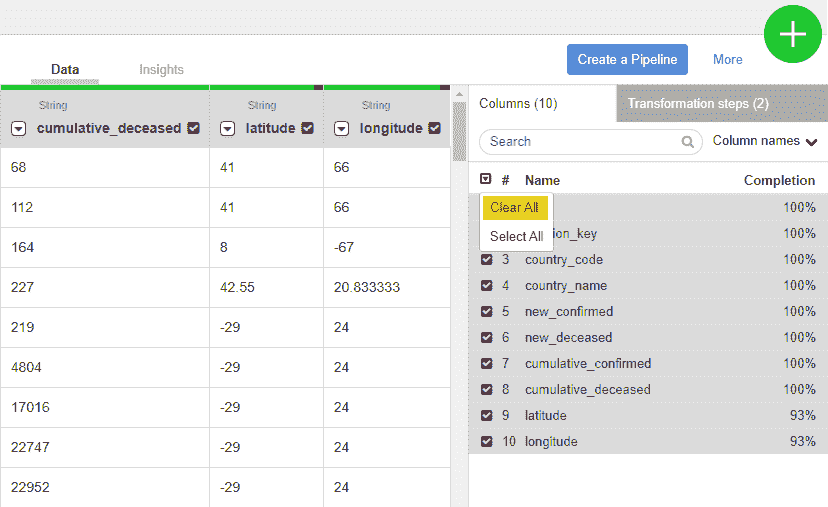 Create a Pipeline
More
Data
Insights
String
String
String
cumulative_deceased
latitude
longitude
68
41
66
112
41
66
164
8
-67
227
42.55
20.833333
219
-29
24
4804
-29
24
17016
-29
24
22747
-29
24
22952
-29
24
Columns (10)
Transformation steps (2)
Search
Column names
#
Name
Completion
Clear All
100%
Select All
ion_key
100%
3
country_code
100%
4
country_name
100%
5
new_confirmed
100%
6
new_deceased
100%
7
cumulative_confirmed
100%
8
cumulative_deceased
100%
9
latitude
93%
10
longitude
93%